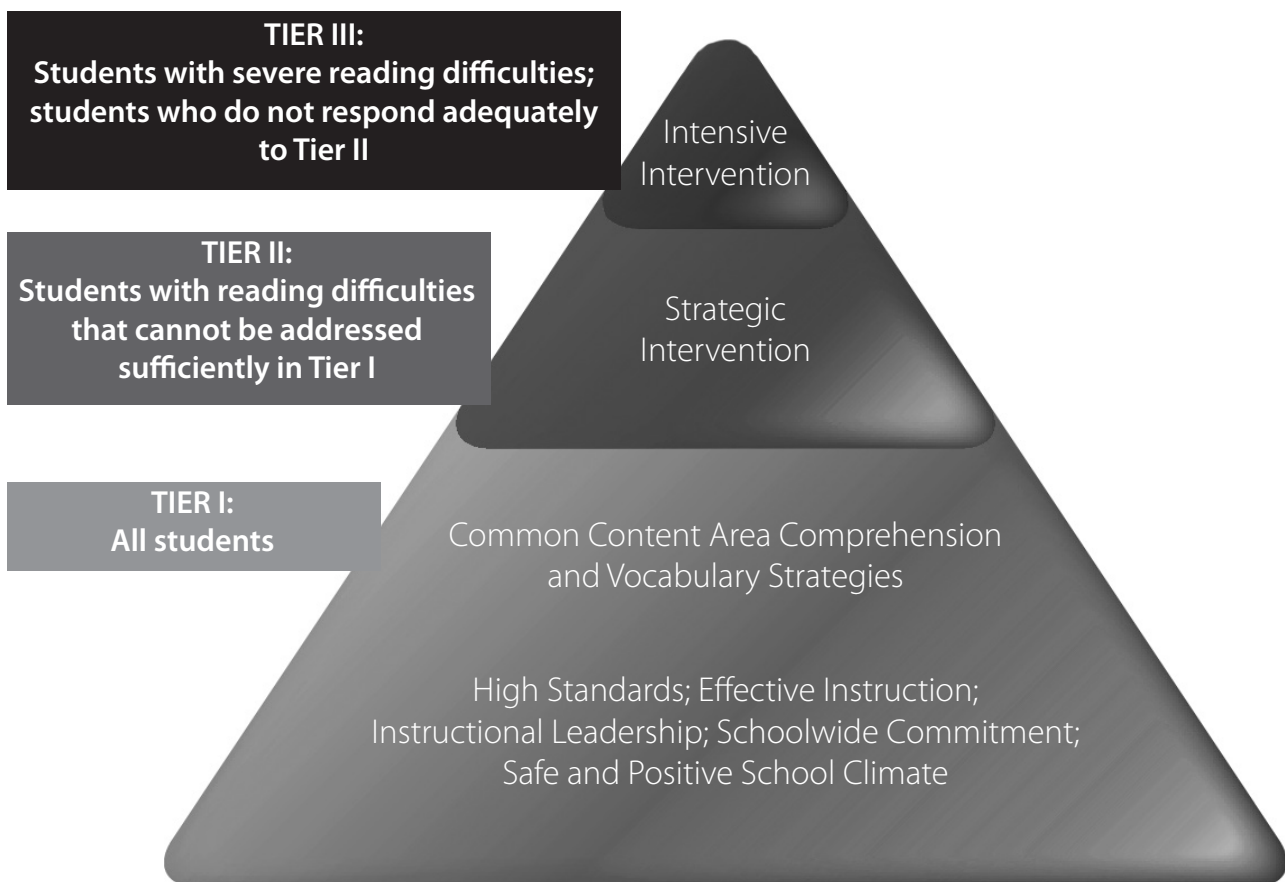 TIER III:
Students with severe reading difficulties;
students who do not respond adequately
to Tier II
Intensive
Intervention
TIER II:
Students with reading difficulties
that cannot be addressed
sufficiently in Tier I
Strategic
Intervention
TIER I:
All students
Common Content Area Comprehension
and Vocabulary Strategies
High Standards; Effective Instruction;
Instructional Leadership; Schoolwide Commitment;
Safe and Positive School Climate